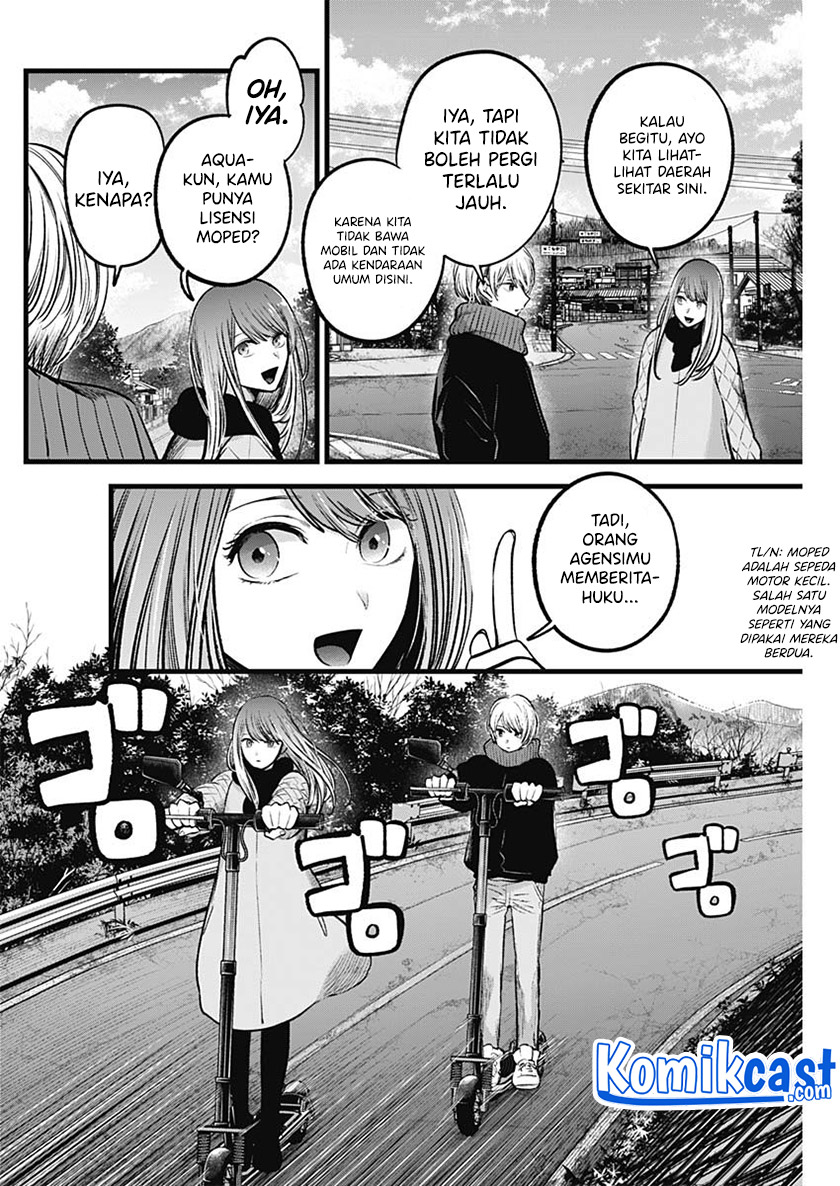 KALAU
BEGITU, AYO
KITA LIHAT-
LIHAT DAERAH
SEKITAR SINI.
IYA, TAPI
KITA TIDAK
BOLEH PERGI
TERLALU
JAUH.
KARENA KITA
TIDAK BAWA
MOBIL DAN TIDAK
ADA KENDARAAN
UMUM DISINI.
OH,
IYA.
AQUA-
KUN, KAMU
PUNYA
LISENSI
MOPED?
IYA,
KENAPA?
TADI,
ORANG
AGENSIMU
MEMBERITA-
HUKU...
TL/N: MOPED
ADALAH SEPEDA
MOTOR KECIL.
SALAH SATU
MODELNYA
SEPERTI YANG
DIPAKAI MEREKA
BERDUA.
ゴ゚
ゴ゚
ゴ゚
ゴ゚
Komikcast
.com